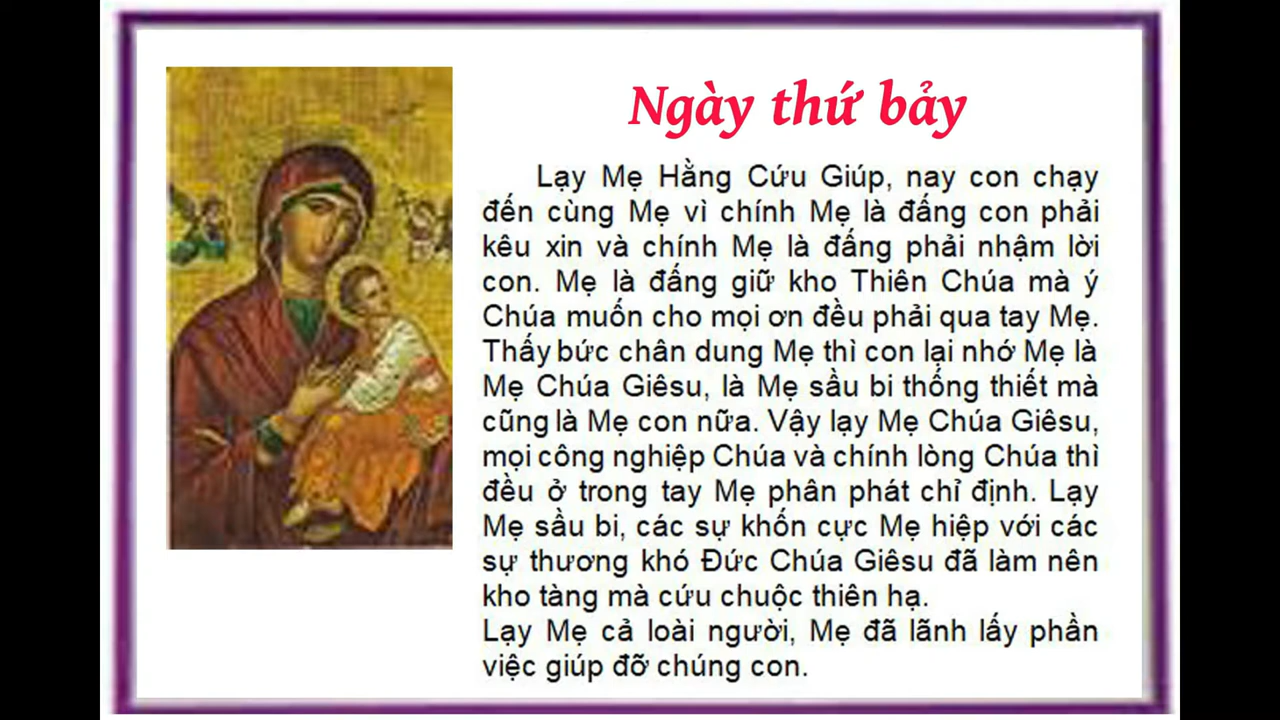 Ngày thứ bảy
Lạy Mẹ Hằng Cứu Giúp, nay con chạy
đến cùng Mẹ vì chính Mẹ là đấng con phải
kêu xin và chính Mẹ là đấng phải nhậm lời
con. Mẹ là đấng giữ kho Thiên Chúa mà ý
Chúa muốn cho mọi ơn đều phải qua tay Mẹ.
Thấy bức chân dung Mẹ thì con lại nhớ Mẹ là
Mẹ Chúa Giêsu, là Mẹ sầu bi thống thiết mà
cũng là Mẹ con nữa. Vậy lạy Mẹ Chúa Giêsu,
mọi công nghiệp Chúa và chính lòng Chúa thì
đều ở trong tay Mẹ phân phát chỉ định. Lạy
Mẹ sầu bi, các sự khốn cực Mẹ hiệp với các
sự thương khó Đức Chúa Giêsu đã làm nên
kho tàng mà cứu chuộc thiên hạ.
Lạy Mẹ cả loài người, Mẹ đã lãnh lấy phần
việc giúp đỡ chúng con.